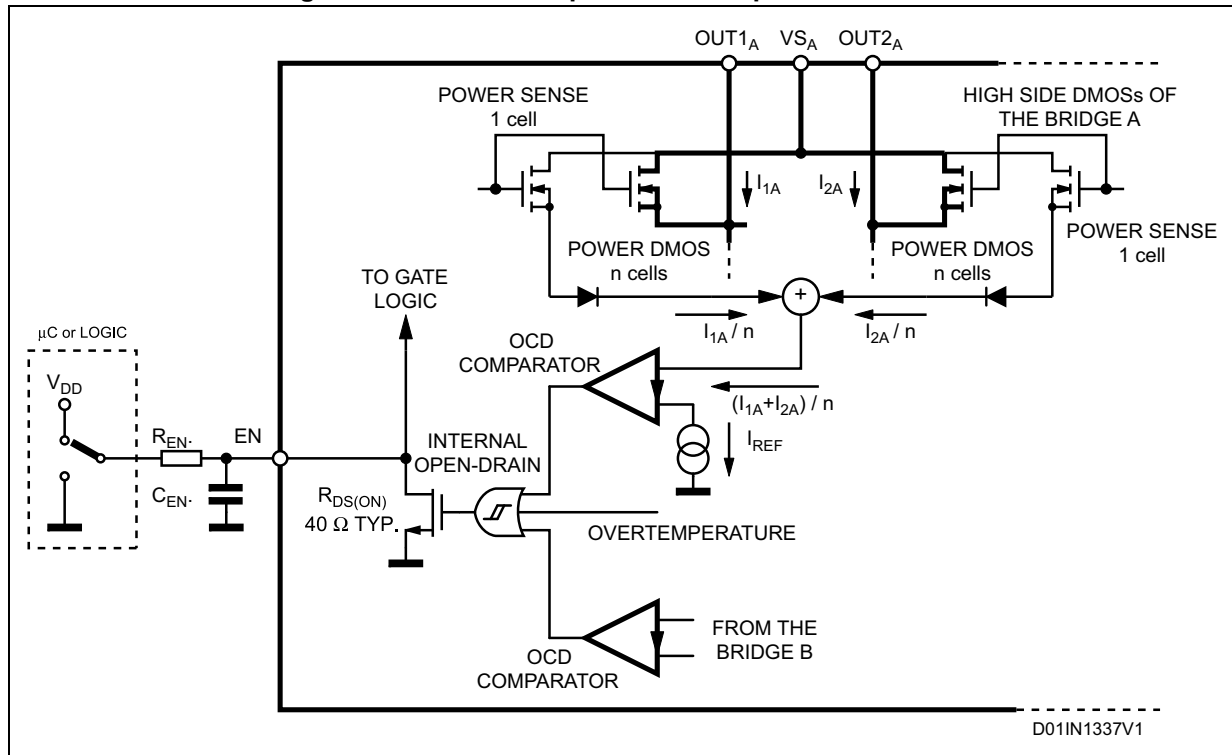 OUT1A VSA OUT2A
POWER SENSE
1 cell
HIGH SIDE DMOSs OF
THE BRIDGE A
I1A
I2A
POWER DMOS
n cells
POWER DMOS
n cells
POWER SENSE
1 cell
TO GATE
LOGIC
+
I1A / n
I2A / n
µC or LOGIC
OCD
COMPARATOR
VDD
(I1A+I2A) / n
IREF
REN.
EN
INTERNAL
OPEN-DRAIN
CEN.
RDS(ON)
40 Ω TYP.
OVERTEMPERATURE
FROM THE
BRIDGE B
OCD
COMPARATOR
D01IN1337V1